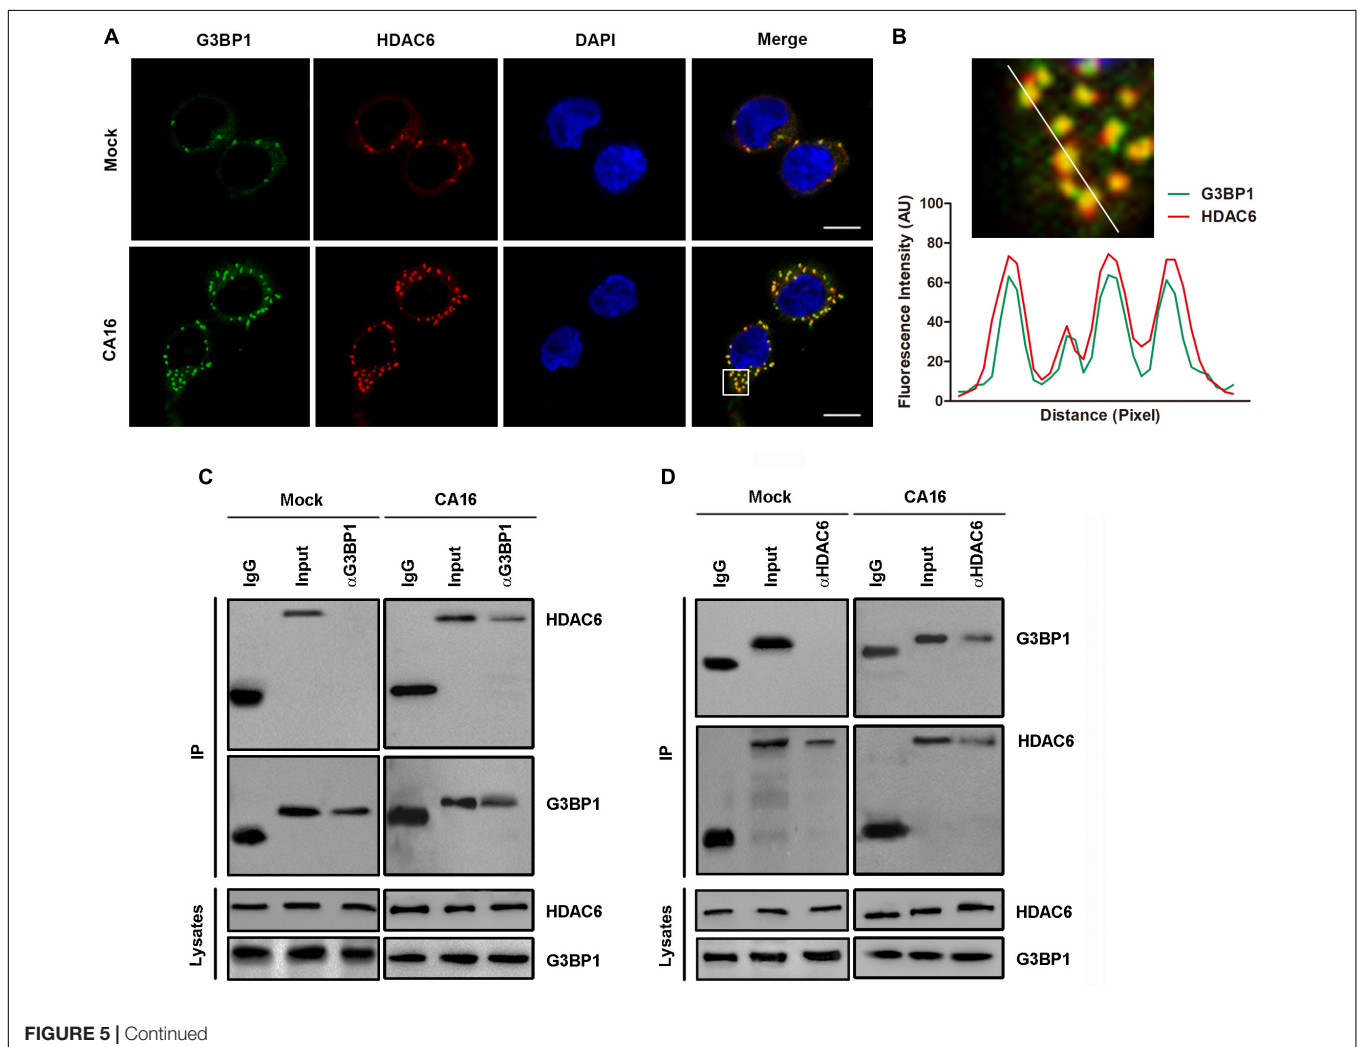 A
G3BP1 HDAC6 DAPI Merge
Mock
CA16
B
G3BP1
HDAC6
Fluorescence Intensity (AU)
100
80
60
40
20
0
Distance (Pixel)
C
Mock CA16
IgG Input αG3BP1 IgG Input αG3BP1
IP
HDAC6
G3BP1
Lysates
HDAC6
G3BP1
D
Mock CA16
IgG Input αHDAC6 IgG Input αHDAC6
IP
G3BP1
HDAC6
Lysates
HDAC6
G3BP1
FIGURE 5 | Continued